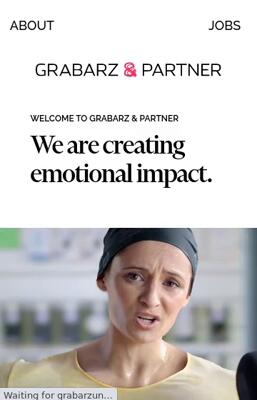 ABOUT JOBS
GRABARZ & PARTNER
WELCOME TO GRABARZ & PARTNER
We are creating
emotional impact.
Waiting for grabarzun...